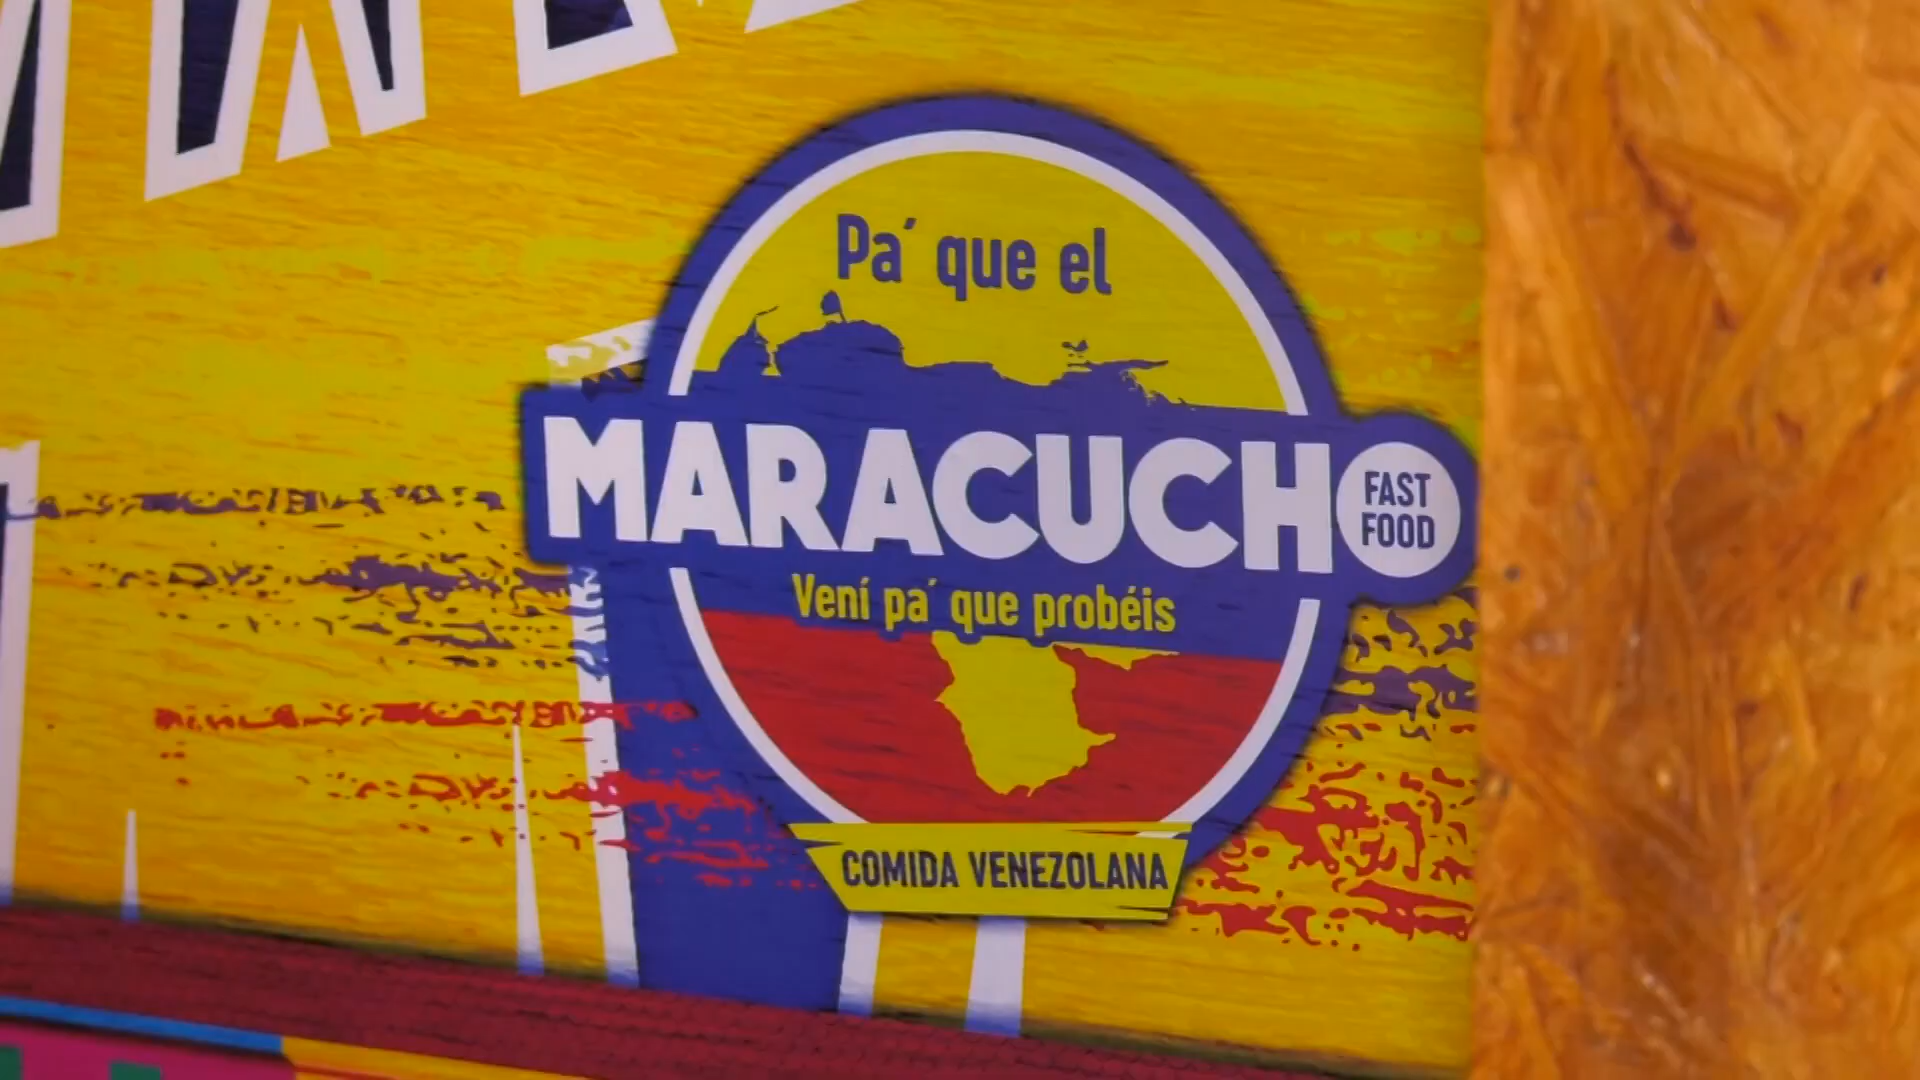 Pa´ que el
MARACUCHO
FAST
FOOD
Vení pa´ que probéis
COMIDA VENEZOLANA